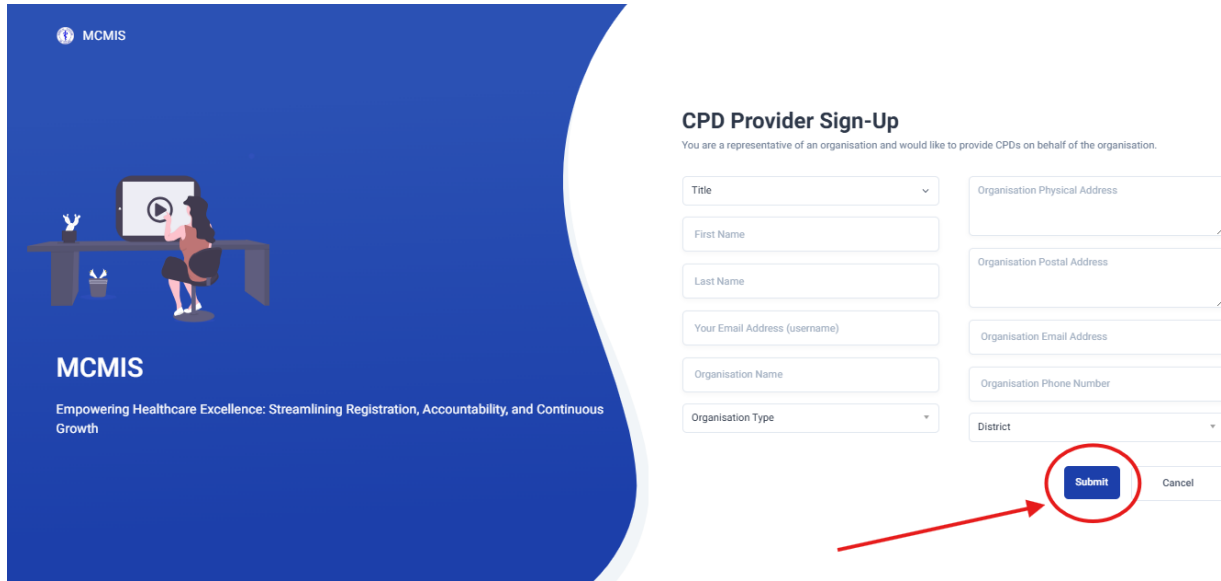 MCMIS
CPD Provider Sign-Up
You are a representative of an organisation and would like to provide CPDs on behalf of the organisation.
Title
First Name
Last Name
Your Email Address (username)
Organisation Name
Organisation Type
Organisation Physical Address
Organisation Postal Address
Organisation Email Address
Organisation Phone Number
District
Submit
Cancel
MCMIS
Empowering Healthcare Excellence: Streamlining Registration, Accountability, and Continuous
Growth